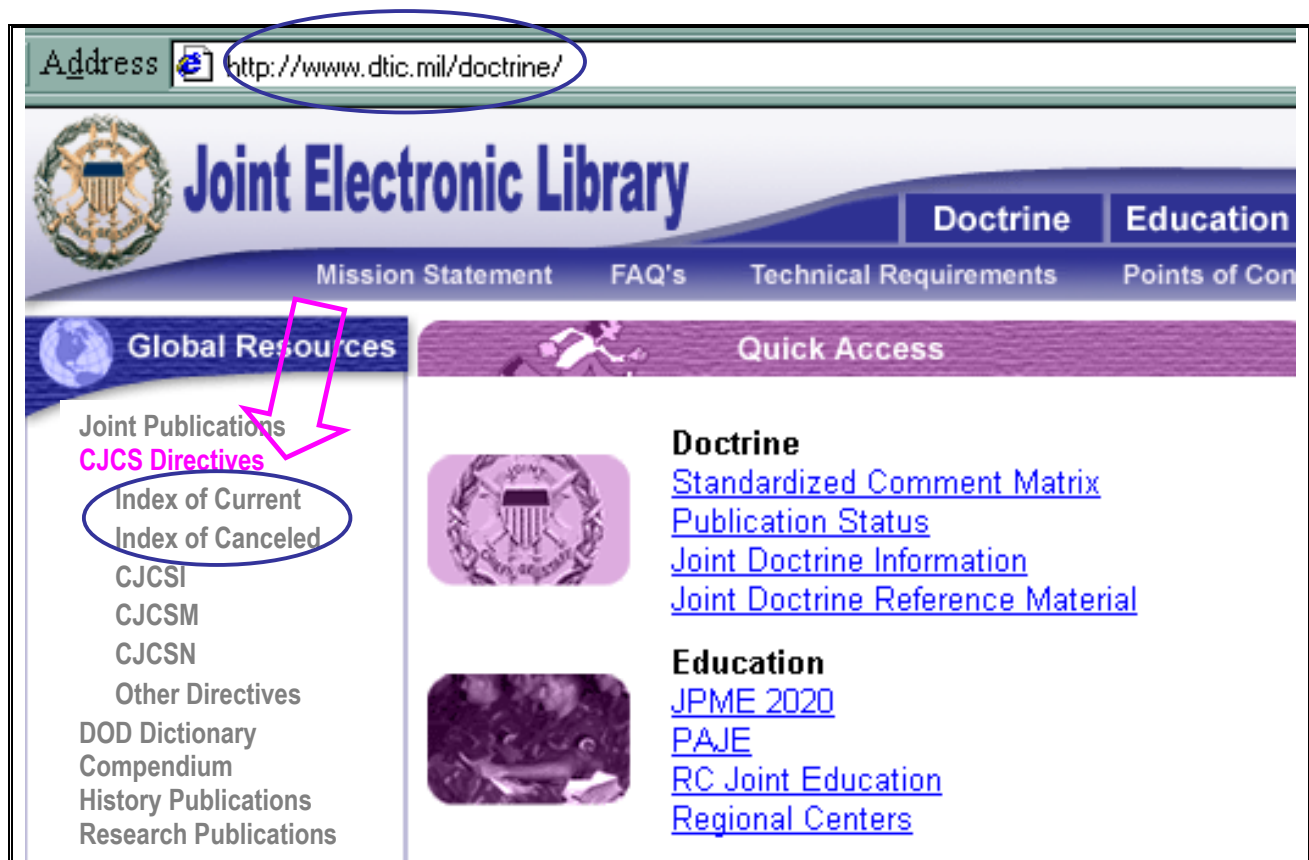 Address http://www.dtic.mil/doctrine/
Joint Electronic Library
Doctrine Education
Mission Statement FAQ's Technical Requirements Points of
Global Resources
Quick Access
Joint Publications
CJCS Directives
Index of Current
Index of Canceled
CJCSI
CJCSM
CJCSN
Other Directives
DOD Dictionary
Compendium
History Publications
Research Publications
Doctrine
Standardized Comment Matrix
Publication Status
Joint Doctrine Information
Joint Doctrine Reference Material
Education
JPME 2020
PAJE
RC Joint Education
Regional Centers